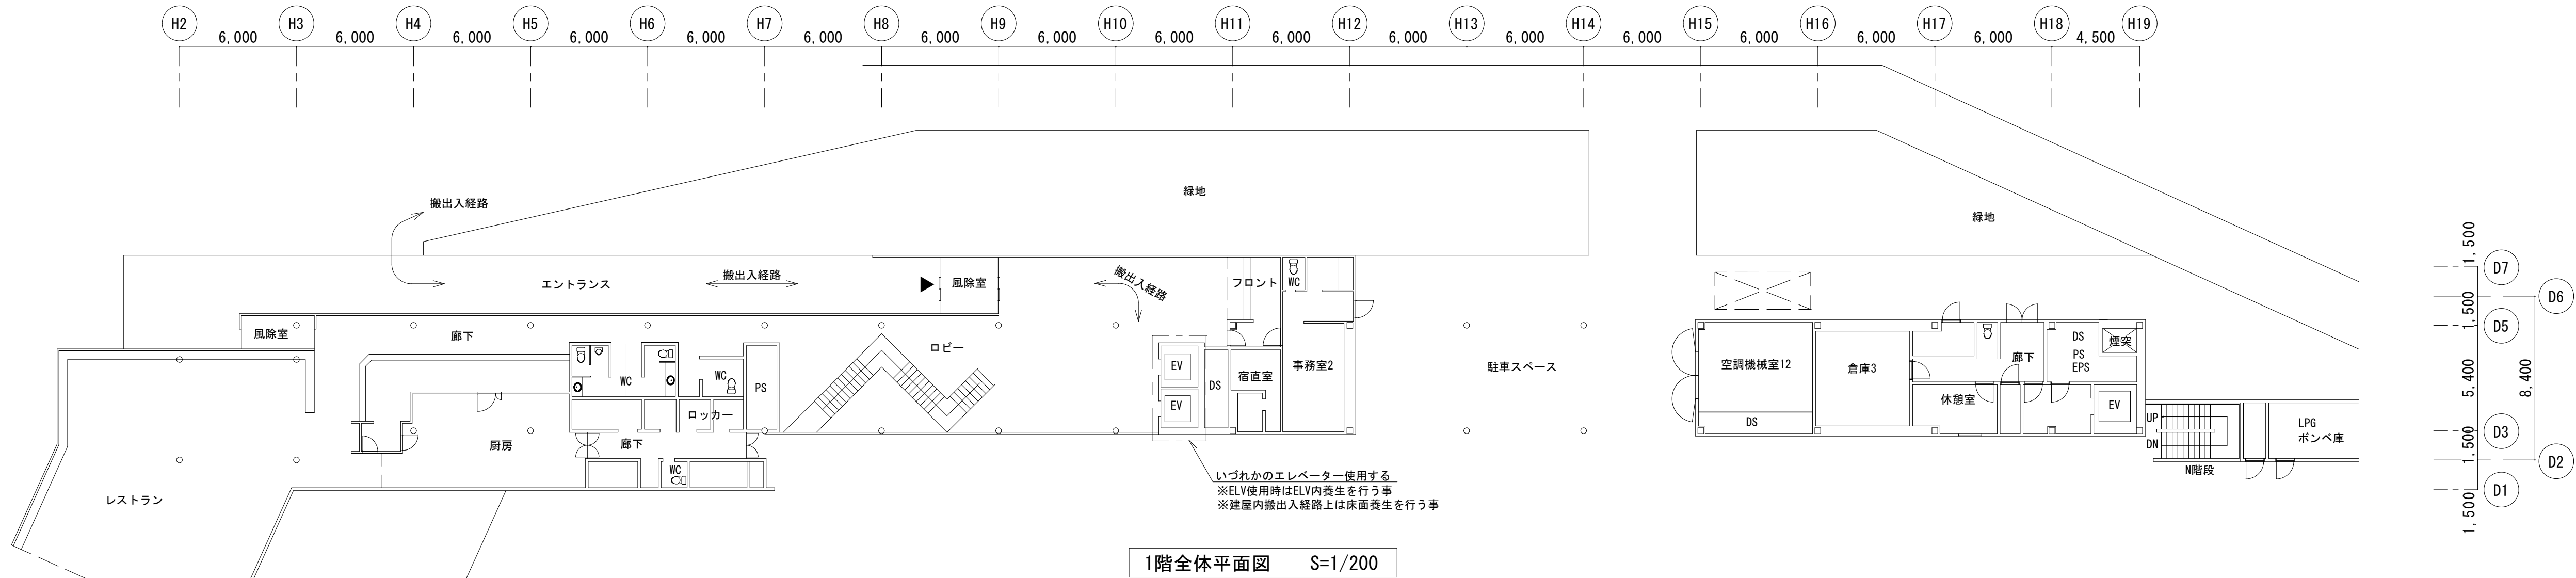 H2 H3 H4 H5 H6 H7 H8 H9 H10 H11 H12 H13 H14 H15 H16 H17 H18 H19
6,000 6,000 6,000 6,000 6,000 6,000 6,000 6,000 6,000 6,000 6,000 6,000 6,000 6,000 6,000 6,000 4,500
緑地
搬出入経路
緑地
1,500
D7
搬出入経路
搬出入経路
エントランス
風除室
フロント
WC
1,500
D6
風除室
廊下
ロビー
D5
WC
WC
PS
EV
EV
DS
宿直室
事務室2
駐車スペース
空調機械室12
DS
倉庫3
休憩室
廊下
DS
PS
EPS
煙突
EV
5,400
8,400
ロッカー
厨房
廊下
WC
UP
DN
N階段
LPG
ボンベ庫
D3
1,500
D2
D1
1,500
レストラン
いづれかのエレベーター使用する
※ELV使用時はELV内養生を行う事
※建屋内搬出入経路上は床面養生を行う事
1階全体平面図 S=1/200